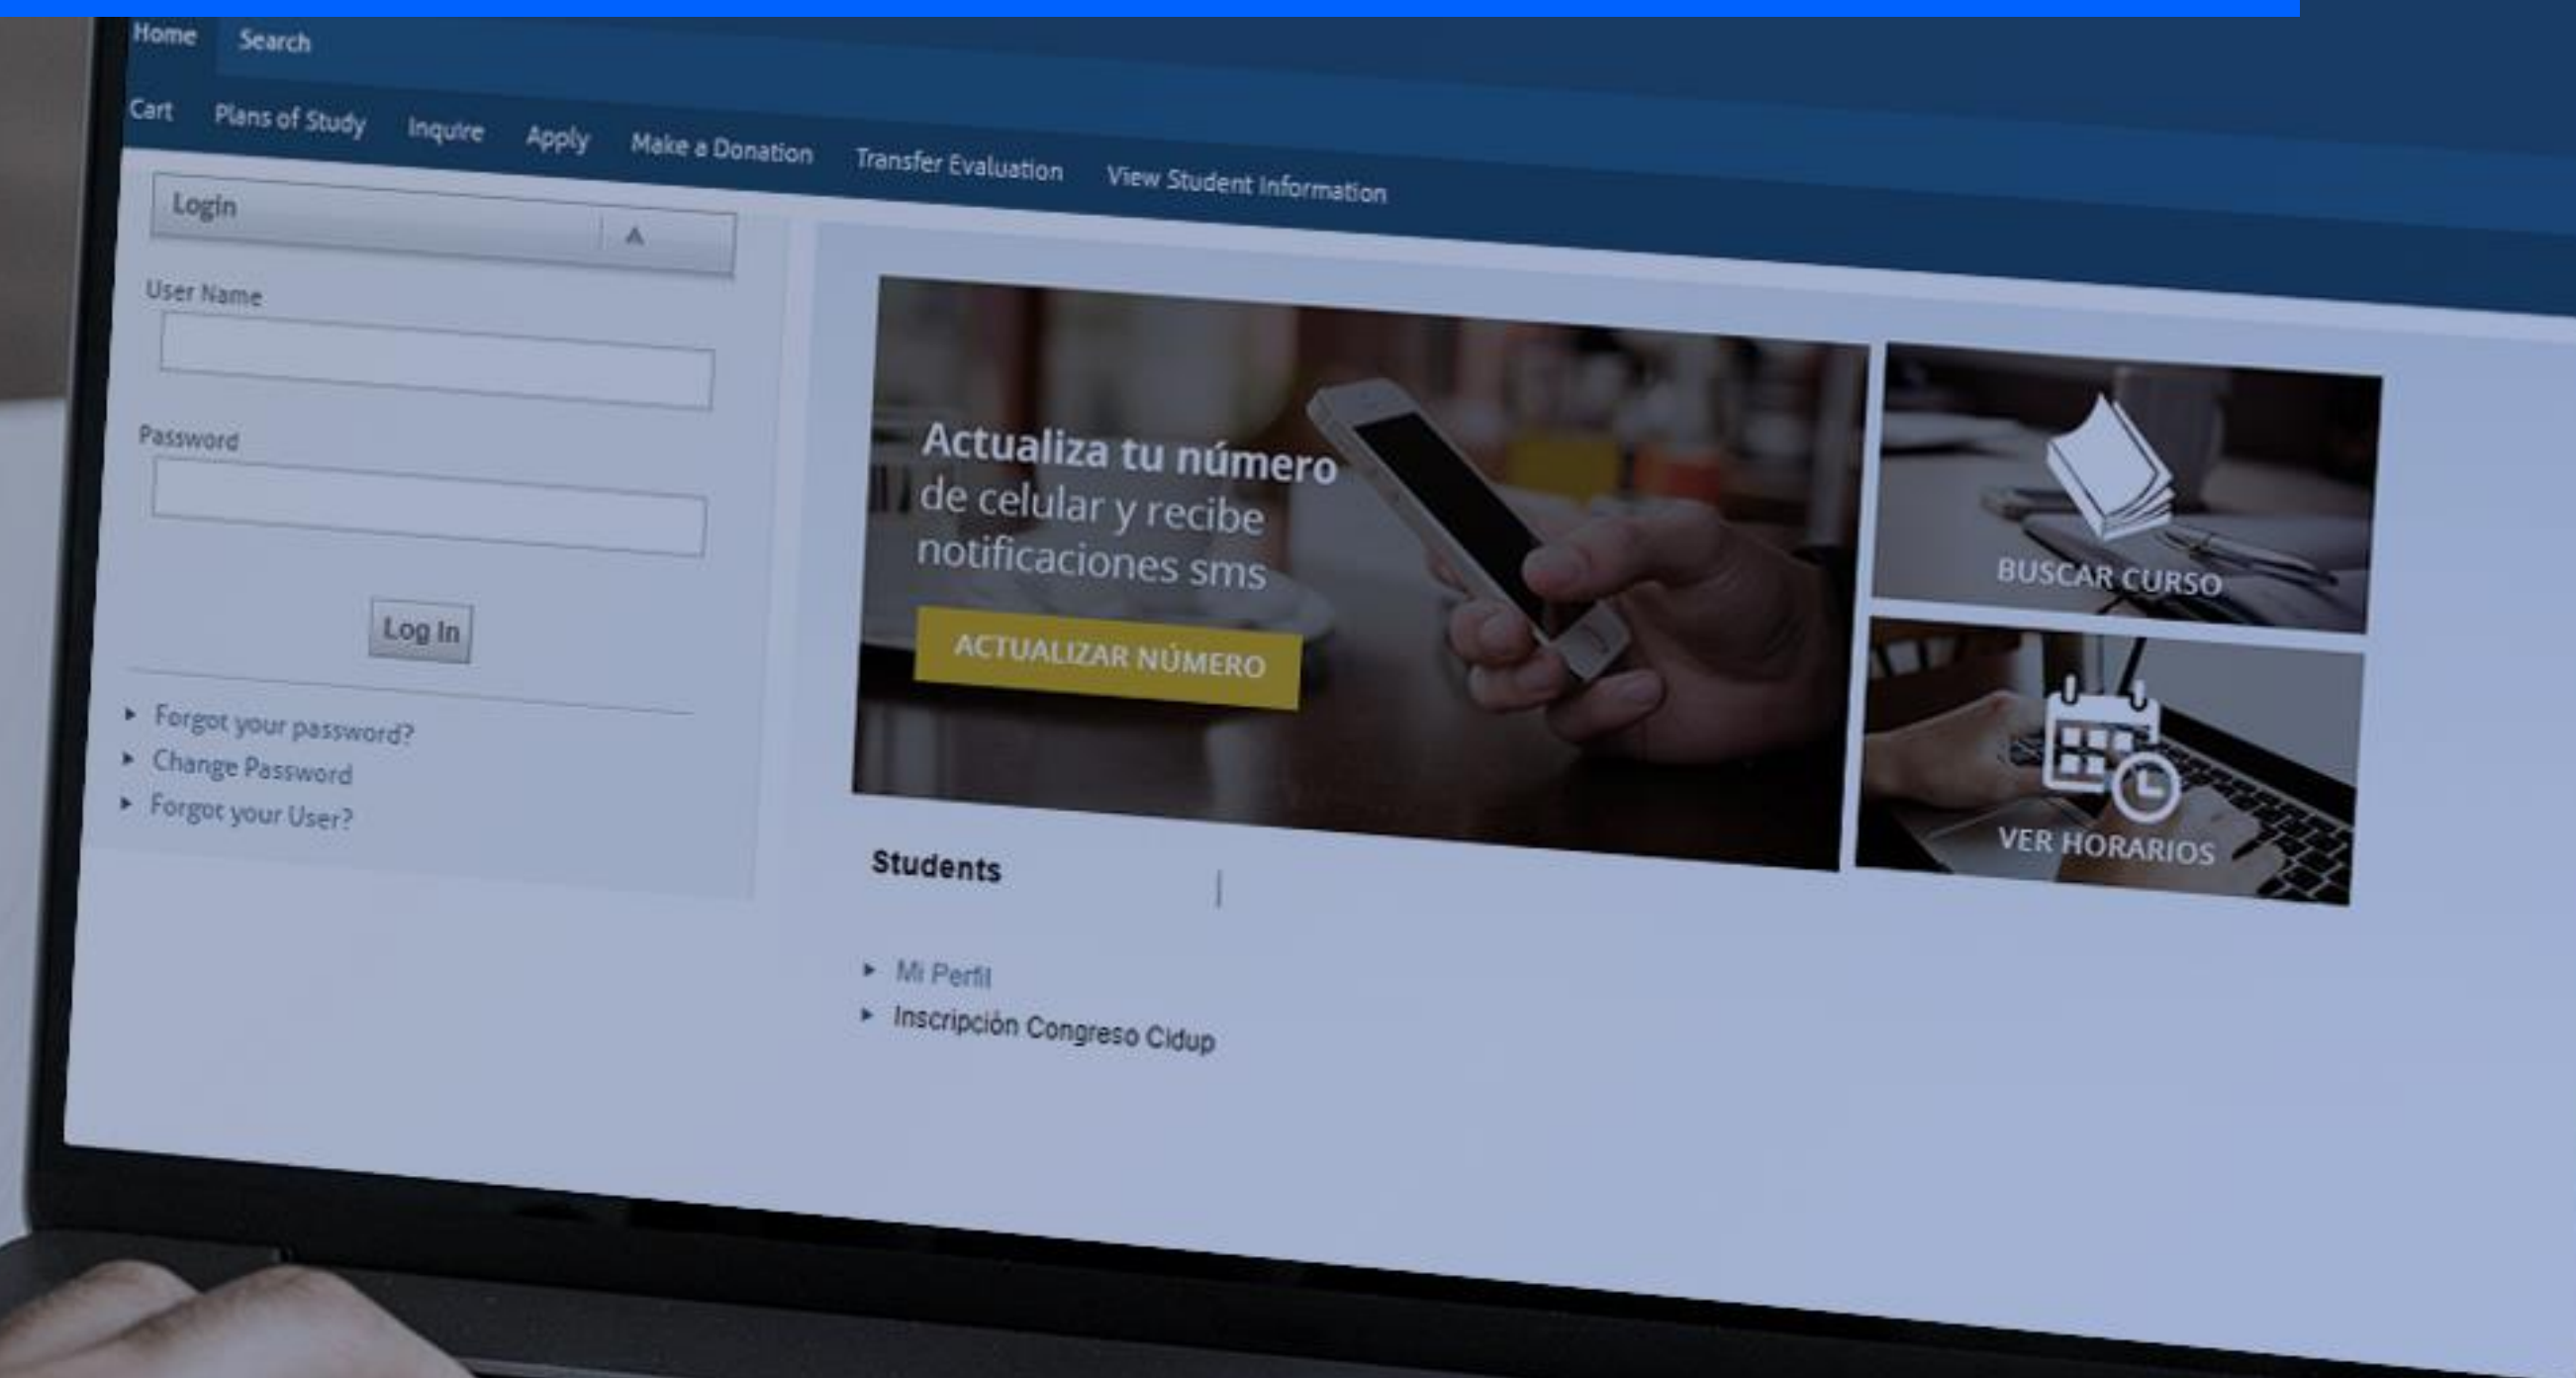 Home Search
Cart Plans of Study Inquire Apply Make a Donation Transfer Evaluation View Student Information
Login
User Name
Password
Log In
Forgot your password?
Change Password
Forgot your User?
Actualiza tu número
de celular y recibe
notificaciones sms
ACTUALIZAR NÚMERO
BUSCAR CURSO
VER HORARIOS
Students
Mi Perfil
Inscripción Congreso Cidup